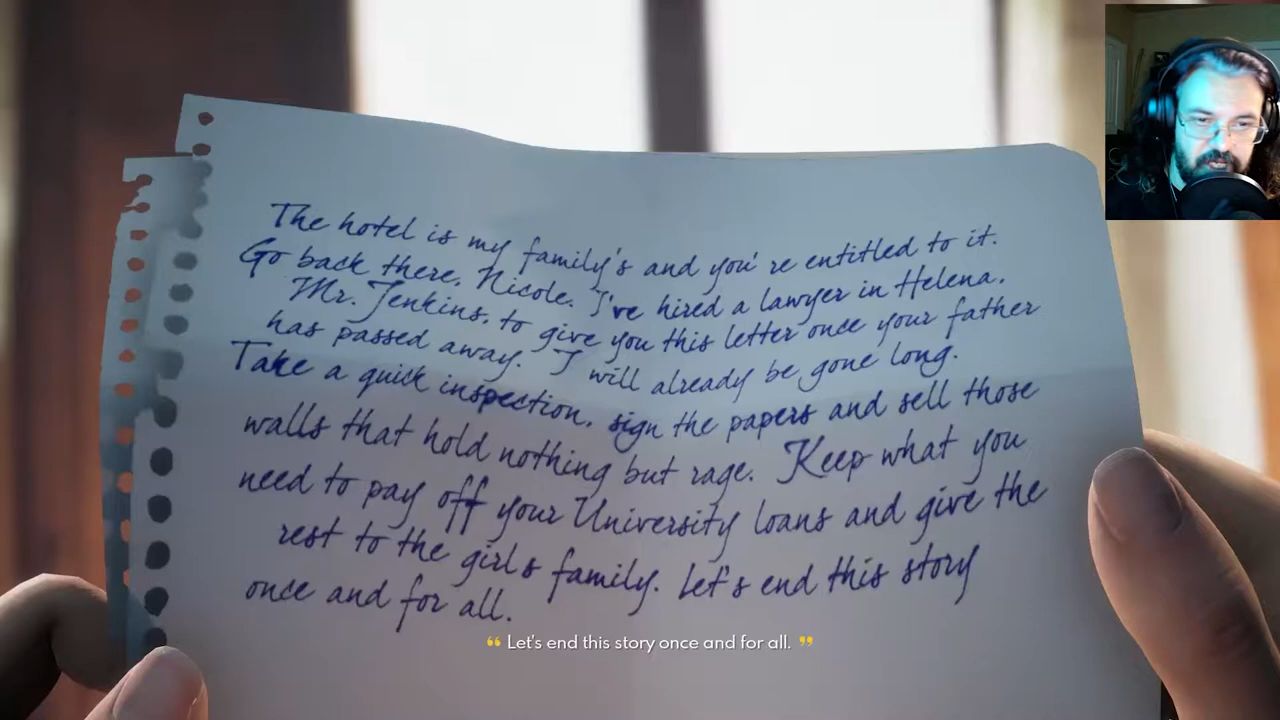 The hotel is my family's and you're entitled to it.
Go back there, Nicole. I've hired a lawyer in Helena,
Mr. Jenkins, to give you this letter once your father
has passed away. I will already be gone long.
Take a quick inspection, sign the papers and sell those
walls that hold nothing but rage. Keep what you
need to pay off your University loans and give the
rest to the girls family. Let's end this story
once and for all.
“ Let's end this story once and for all. ”